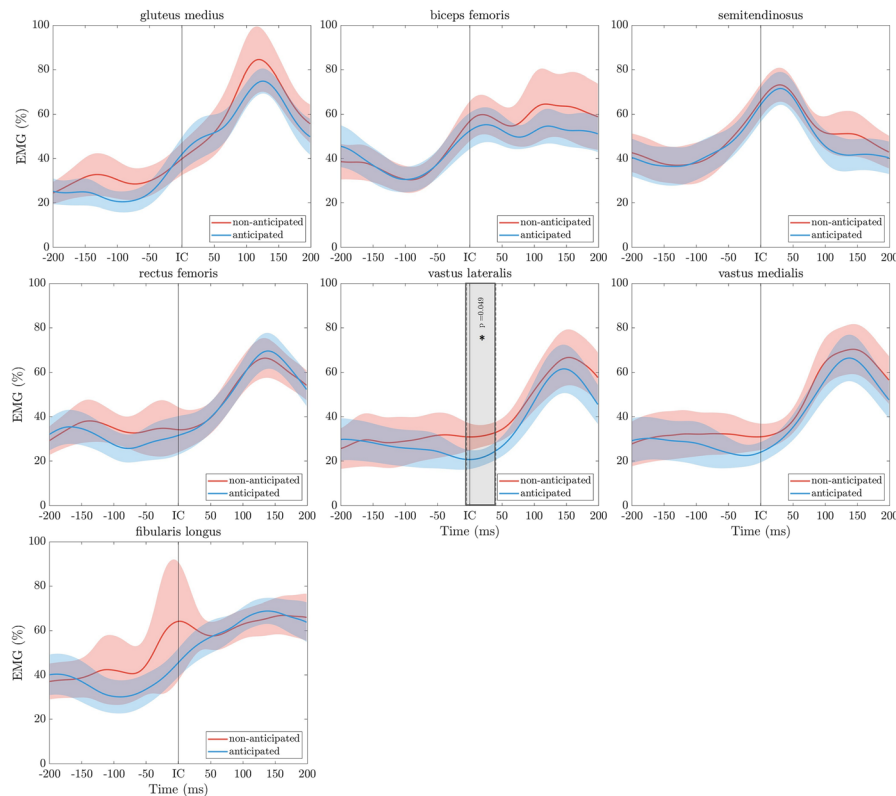 gluteus medius
100
80
60
40
20
0
EMG (%)
non-anticipated
anticipated
-200 -150 -100 -50 IC 50 100 150 200
biceps femoris
100
80
60
40
20
0
non-anticipated
anticipated
-200 -150 -100 -50 IC 50 100 150 200
semitendinosus
100
80
60
40
20
0
non-anticipated
anticipated
-200 -150 -100 -50 IC 50 100 150 200
rectus femoris
100
80
60
40
20
0
EMG (%)
non-anticipated
anticipated
-200 -150 -100 -50 IC 50 100 150 200
vastus lateralis
100
80
60
40
20
0
* p =0.049
non-anticipated
anticipated
-200 -150 -100 -50 IC 50 100 150 200
Time (ms)
vastus medialis
100
80
60
40
20
0
non-anticipated
anticipated
-200 -150 -100 -50 IC 50 100 150 200
Time (ms)
fibularis longus
100
80
60
40
20
0
EMG (%)
non-anticipated
anticipated
-200 -150 -100 -50 IC 50 100 150 200
Time (ms)